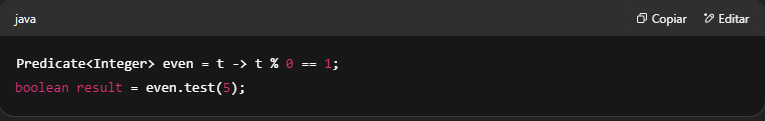 java
Copiar
Editar
Predicate<Integer> even = t -> t % 0 == 1;
boolean result = even.test(5);